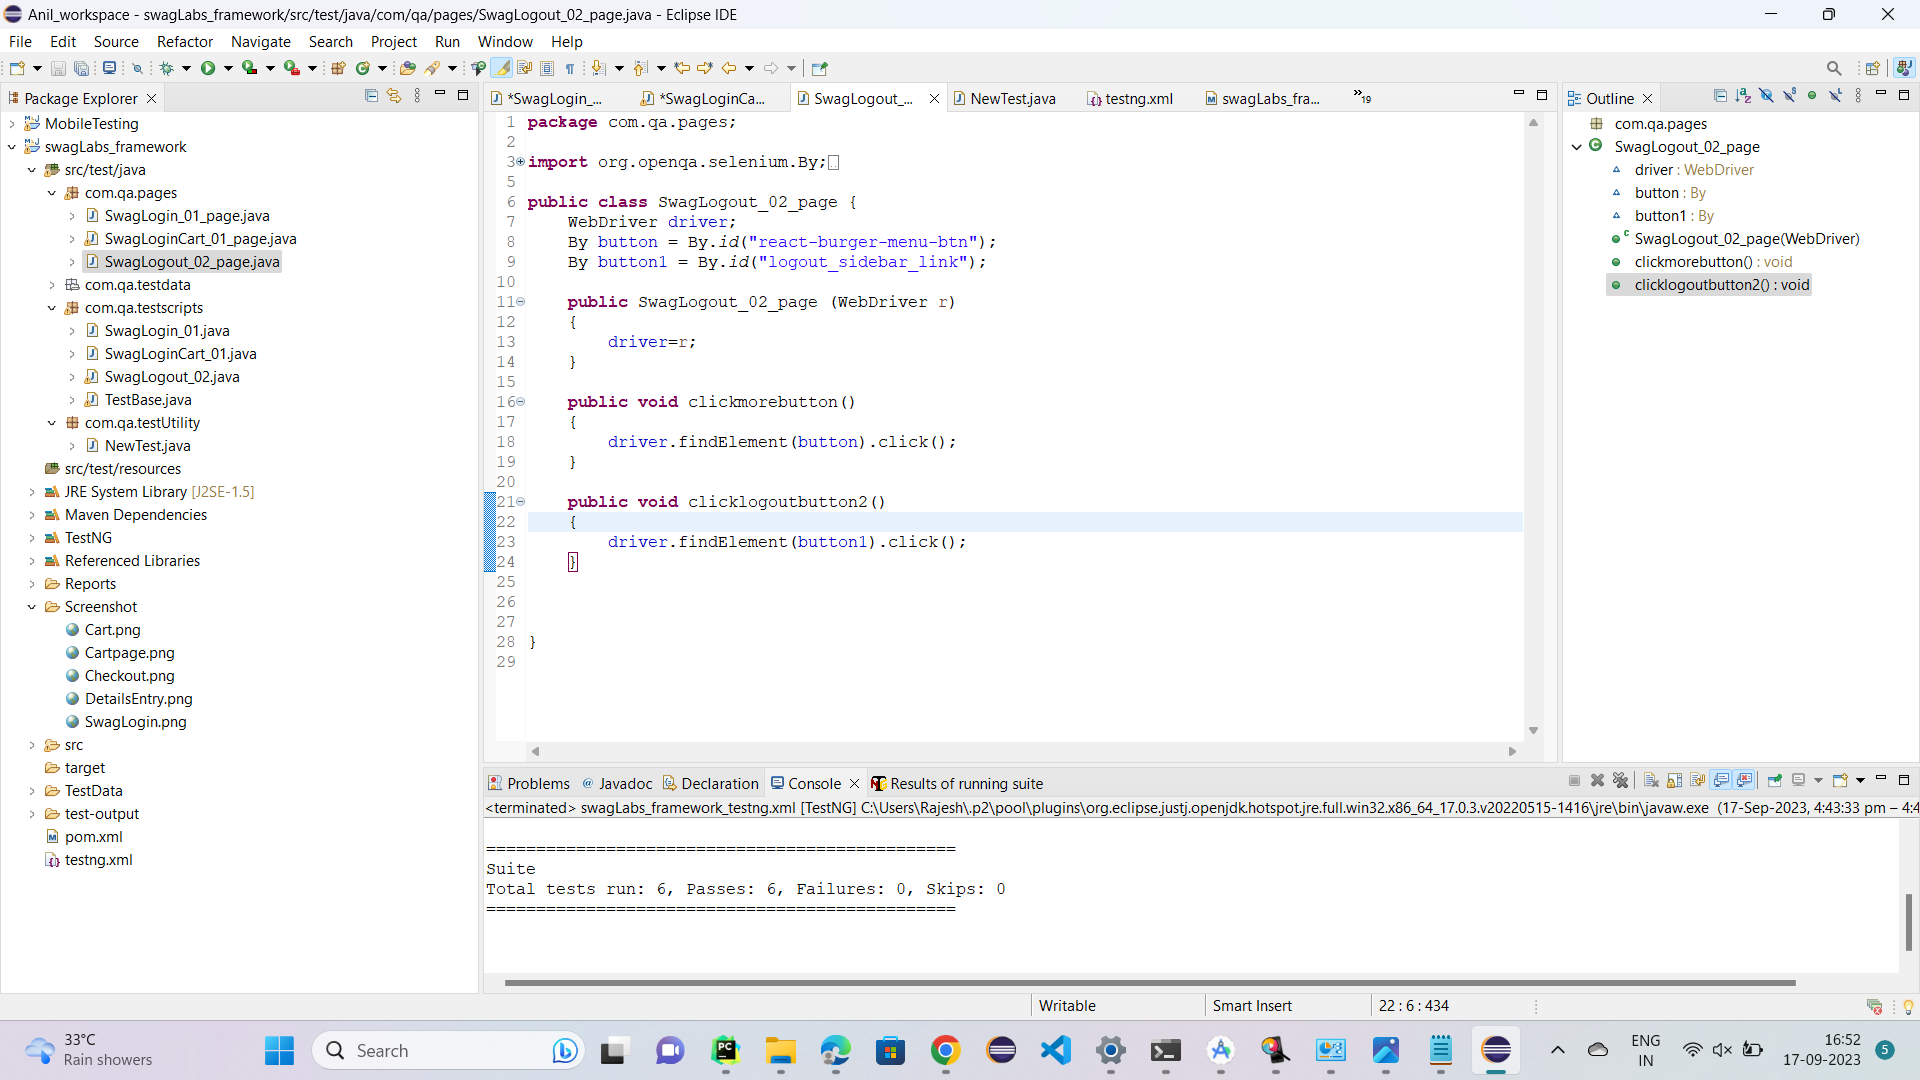 Anil_workspace - swagLabs_framework/src/test/java/com/qa/pages/SwagLogout_02_page.java - Eclipse IDE
File Edit Source Refactor Navigate Search Project Run Window Help
Package Explorer
MobileTesting
swagLabs_framework
src/test/java
com.qa.pages
SwagLogin_01_page.java
SwagLoginCart_01_page.java
SwagLogout_02_page.java
com.qa.testdata
com.qa.testscripts
SwagLogin_01.java
SwagLoginCart_01.java
SwagLogout_02.java
TestBase.java
com.qa.testUtility
NewTest.java
src/test/resources
JRE System Library [J2SE-1.5]
Maven Dependencies
TestNG
Referenced Libraries
Reports
Screenshot
Cart.png
Cartpage.png
Checkout.png
DetailsEntry.png
SwagLogin.png
src
target
TestData
test-output
pom.xml
testng.xml
*SwagLogin_... *SwagLoginCa... SwagLogout_... NewTest.java testng.xml swagLabs_fra... »19
1 package com.qa.pages;
2
3 import org.openqa.selenium.By;
5
6 public class SwagLogout_02_page {
7 WebDriver driver;
8 By button = By.id("react-burger-menu-btn");
9 By button1 = By.id("logout_sidebar_link");
10
11 public SwagLogout_02_page (WebDriver r)
12 {
13 driver=r;
14 }
15
16 public void clickmorebutton()
17 {
18 driver.findElement(button).click();
19 }
20
21 public void clicklogoutbutton2()
22 {
23 driver.findElement(button1).click();
24 }
25
26
27
28 }
29
Outline
com.qa.pages
SwagLogout_02_page
driver : WebDriver
button : By
button1 : By
SwagLogout_02_page(WebDriver)
clickmorebutton() : void
clicklogoutbutton2() : void
Problems @ Javadoc Declaration Console Results of running suite
<terminated> swagLabs_framework_testng.xml [TestNG] C:\Users\Rajesh\.p2\pool\plugins\org.eclipse.justj.openjdk.hotspot.jre.full.win32.x86_64_17.0.3.v20220515-1416\jre\bin\javaw.exe (17-Sep-2023, 4:43:33 pm – 4:4
===============================================
Suite
Total tests run: 6, Passes: 6, Failures: 0, Skips: 0
===============================================
Writable Smart Insert 22 : 6 : 434
33°C
Rain showers
Search
ENG
IN
16:52
17-09-2023
5